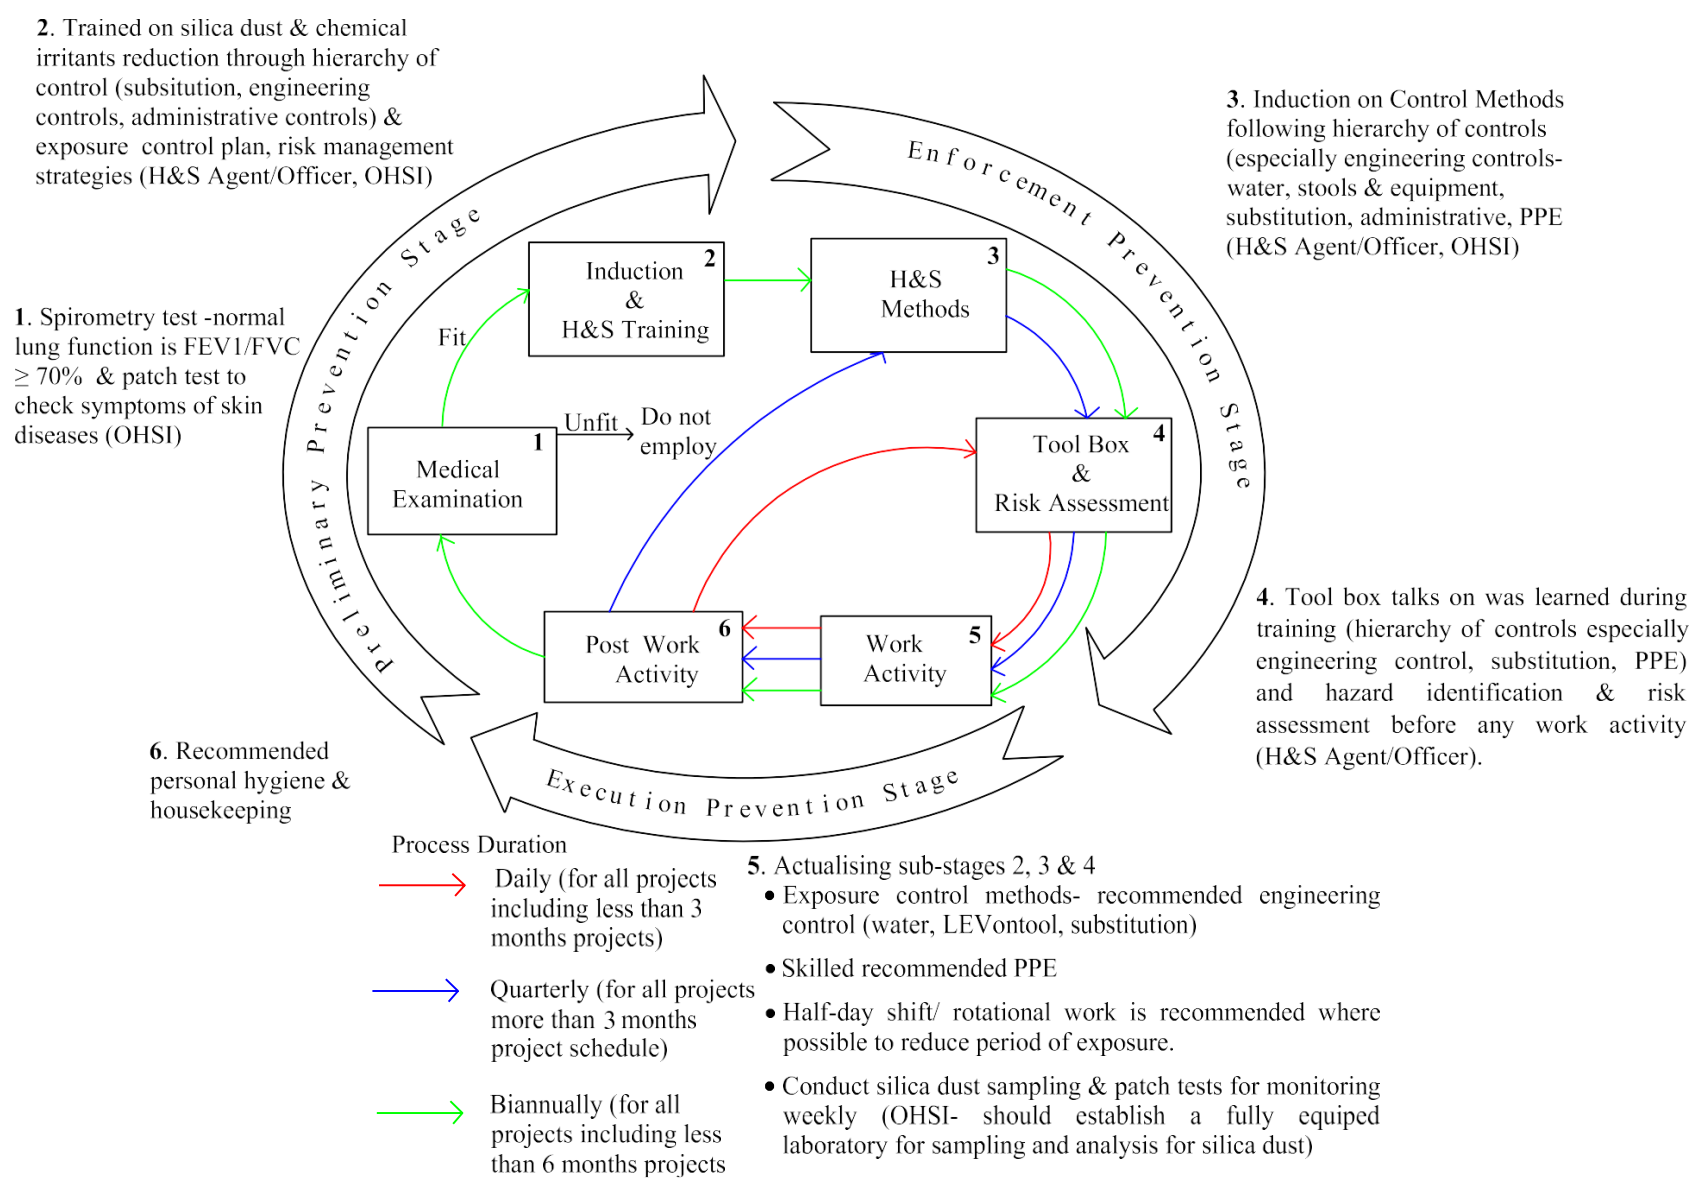 2. Trained on silica dust & chemical
irritants reduction through hierarchy of
control (subsitution, engineering
controls, administrative controls) &
exposure control plan, risk management
strategies (H&S Agent/Officer, OHSI)
3. Induction on Control Methods
following hierarchy of controls
(especially engineering controls-
water, stools & equipment,
substitution, administrative, PPE
(H&S Agent/Officer, OHSI)
Preliminary Prevention Stage
Enforcement Prevention Stage
2
Induction
&
H&S Training
3
H&S
Methods
1. Spirometry test -normal
lung function is FEV1/FVC
≥ 70% & patch test to
check symptoms of skin
diseases (OHSI)
Fit
Unfit
Do not
employ
1
Medical
Examination
4
Tool Box
&
Risk Assessment
6
Post Work
Activity
5
Work
Activity
4. Tool box talks on was learned during
training (hierarchy of controls especially
engineering control, substitution, PPE)
and hazard identification & risk
assessment before any work activity
(H&S Agent/Officer).
Execution Prevention Stage
6. Recommended
personal hygiene &
housekeeping
Process Duration
Daily (for all projects
including less than 3
months projects)
Quarterly (for all projects
more than 3 months
project schedule)
Biannually (for all
projects including less
than 6 months projects
5. Actualising sub-stages 2, 3 & 4
• Exposure control methods- recommended engineering
control (water, LEVontool, substitution)
• Skilled recommended PPE
• Half-day shift/ rotational work is recommended where
possible to reduce period of exposure.
• Conduct silica dust sampling & patch tests for monitoring
weekly (OHSI- should establish a fully equiped
laboratory for sampling and analysis for silica dust)